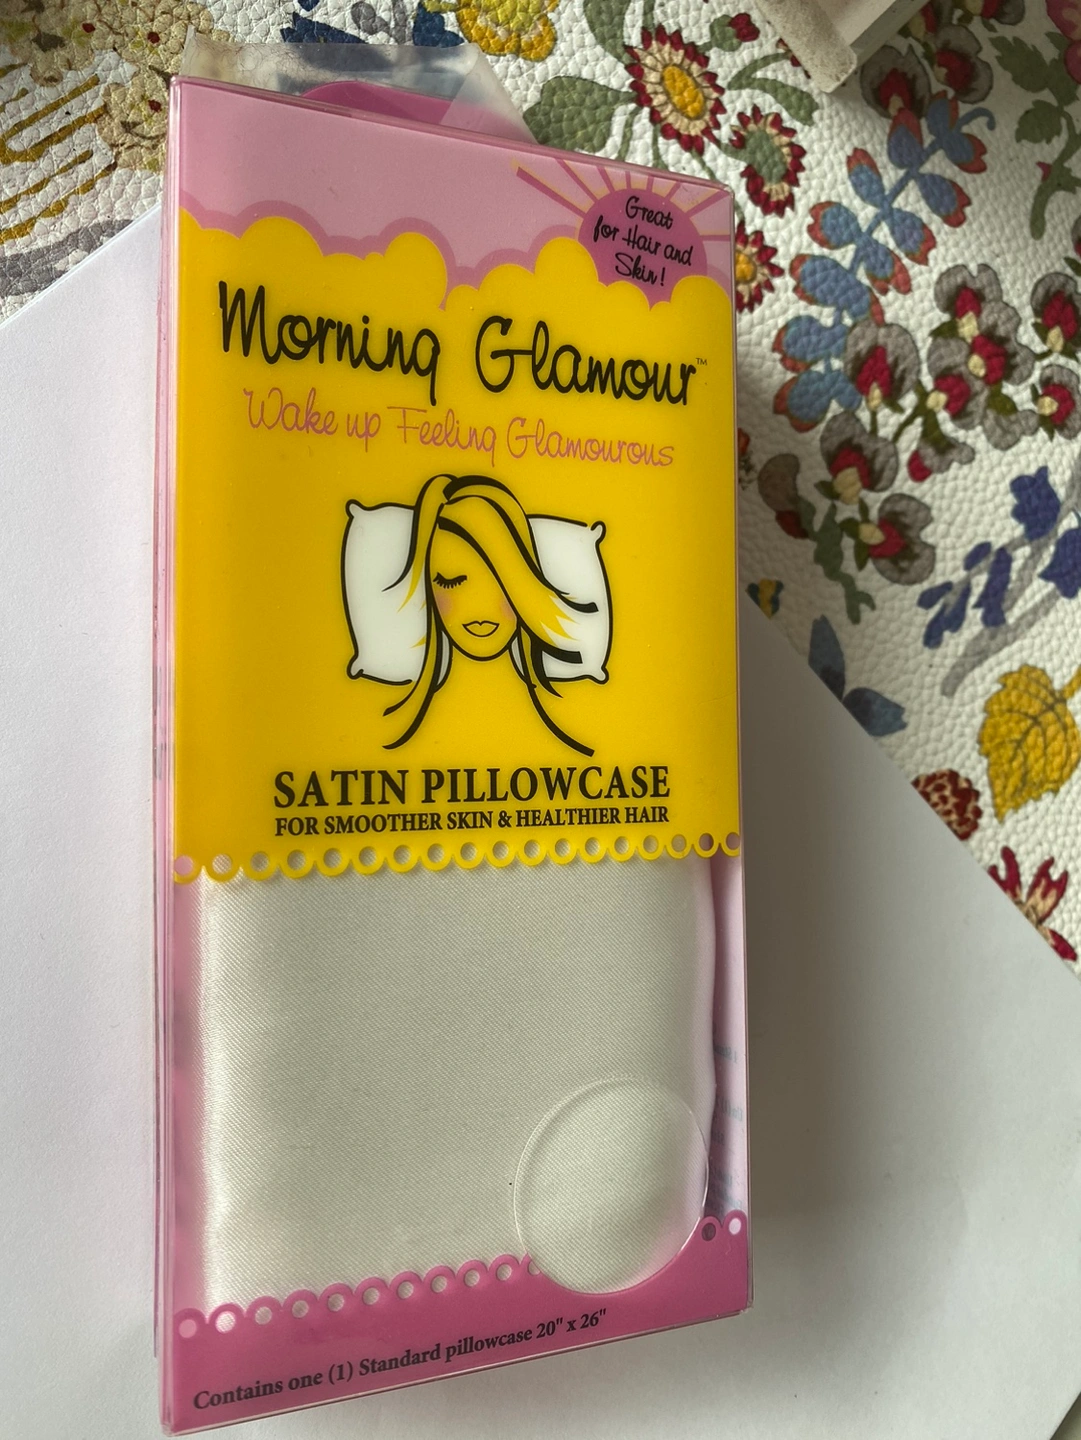 Great
for Hair and
Skin!
Morning Glamour™
Wake up Feeling Glamourous
SATIN PILLOWCASE
FOR SMOOTHER SKIN & HEALTHIER HAIR
Contains one (1) Standard pillowcase 20" x 26"